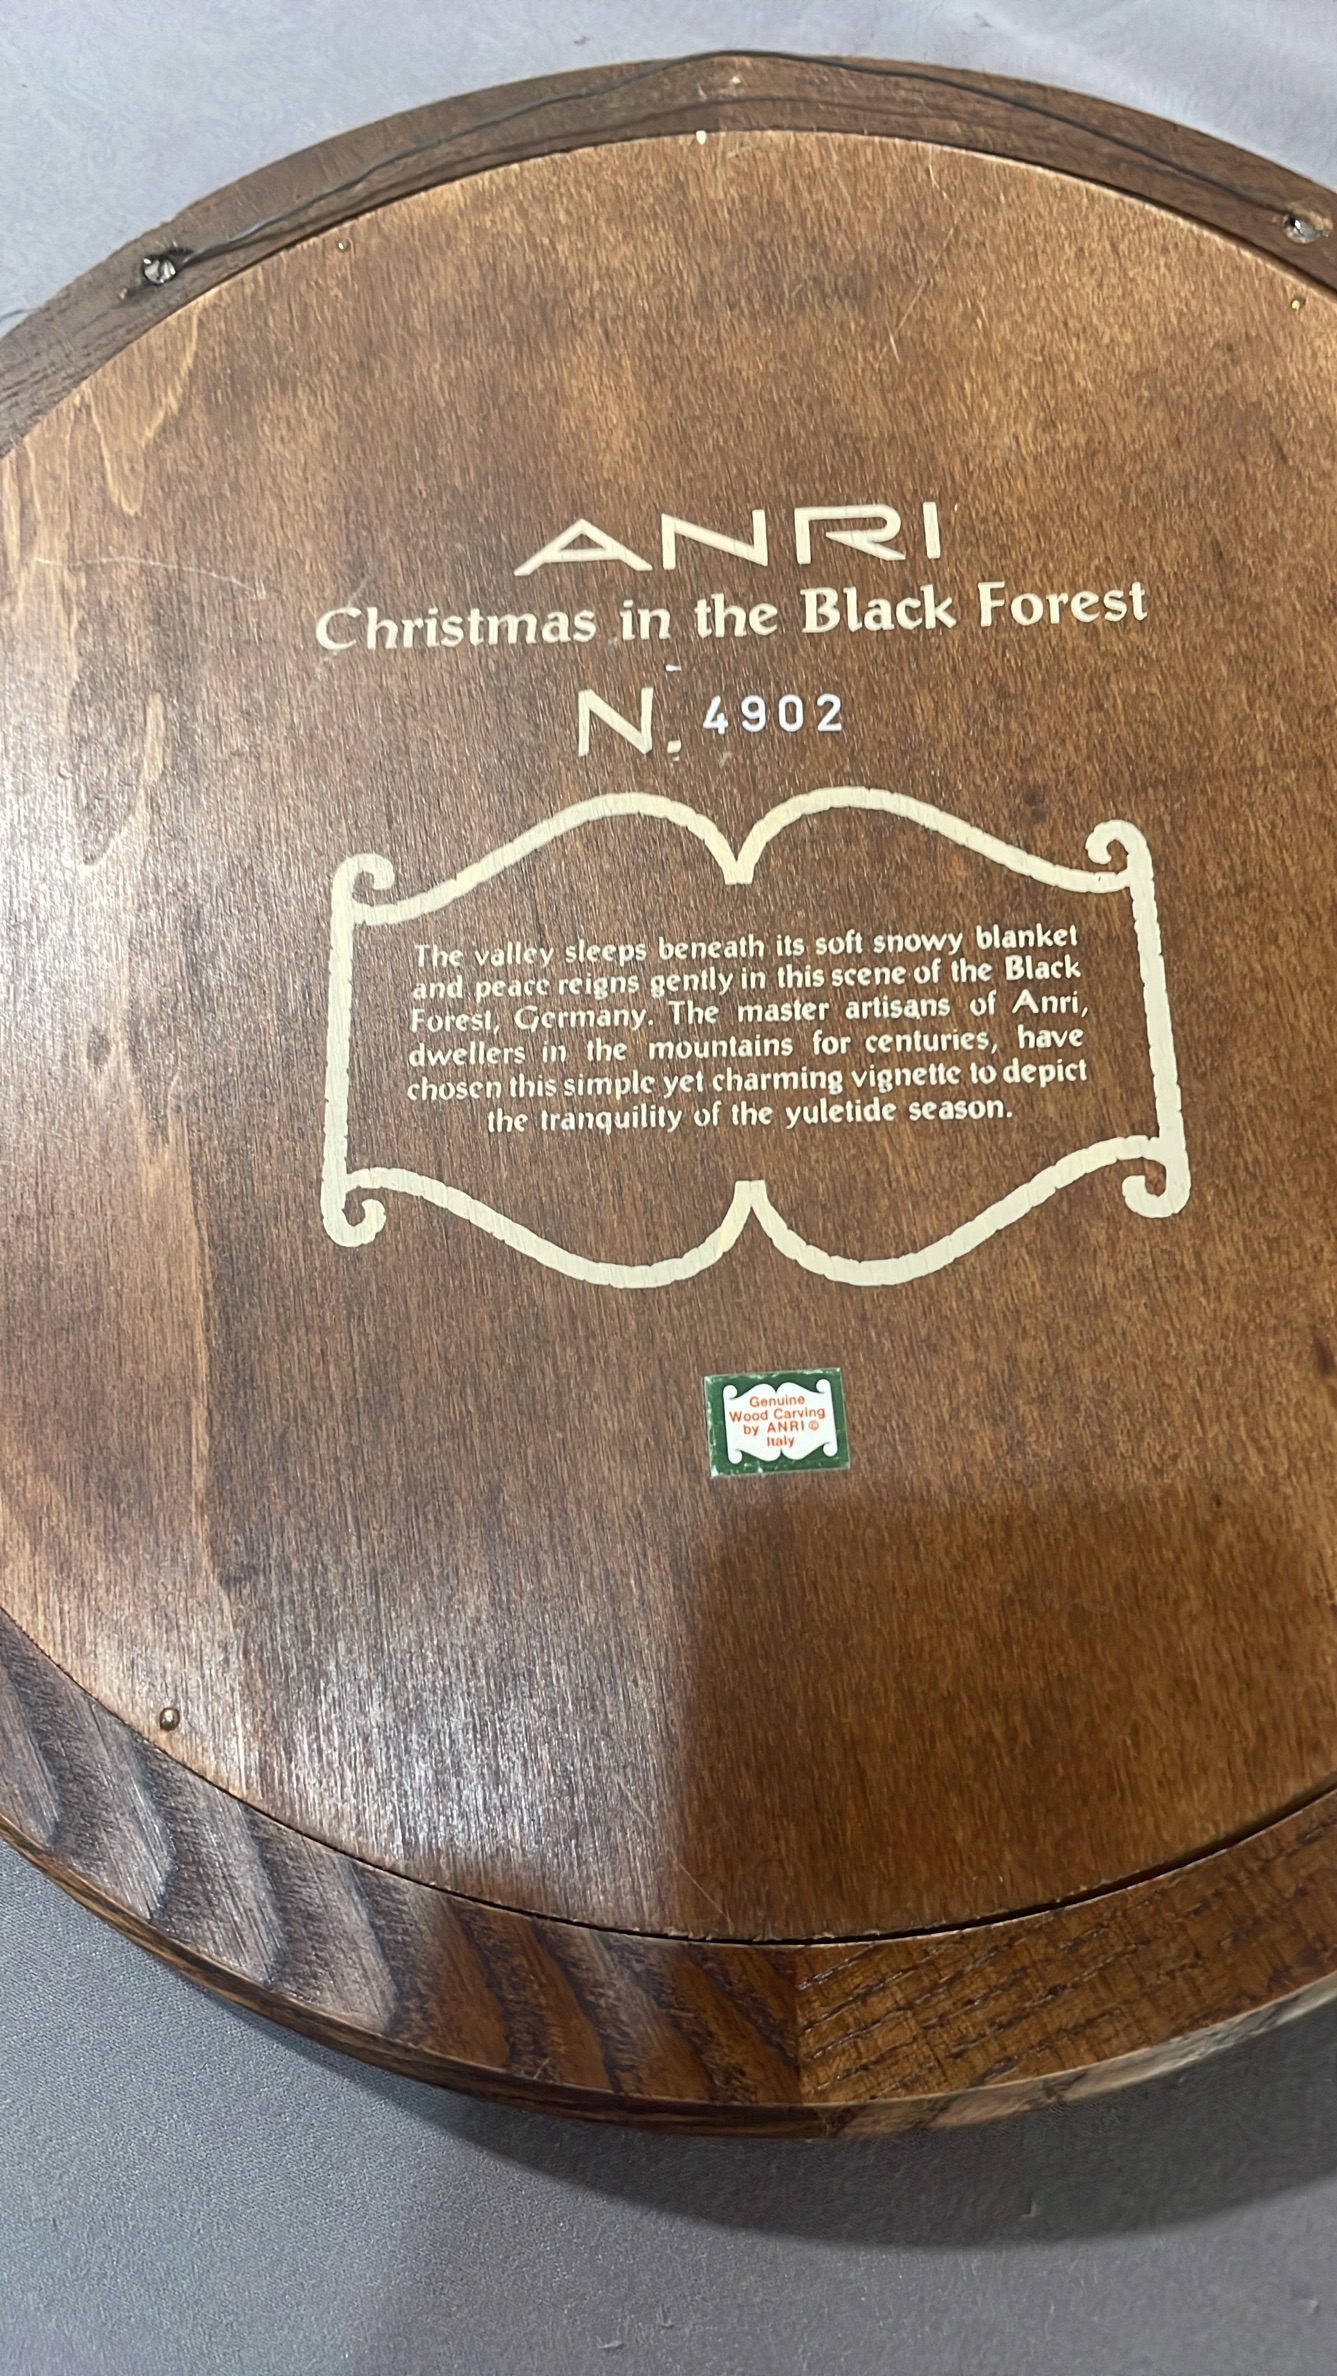 ANRI
Christmas in the Black Forest
N. 4902
The valley sleeps beneath its soft snowy blanket
and peace reigns gently in this scene of the Black
Forest, Germany. The master artisans of Anri,
dwellers in the mountains for centuries, have
chosen this simple yet charming vignette to depict
the tranquility of the yuletide season.
Genuine
Wood Carving
by ANRI ©
Italy